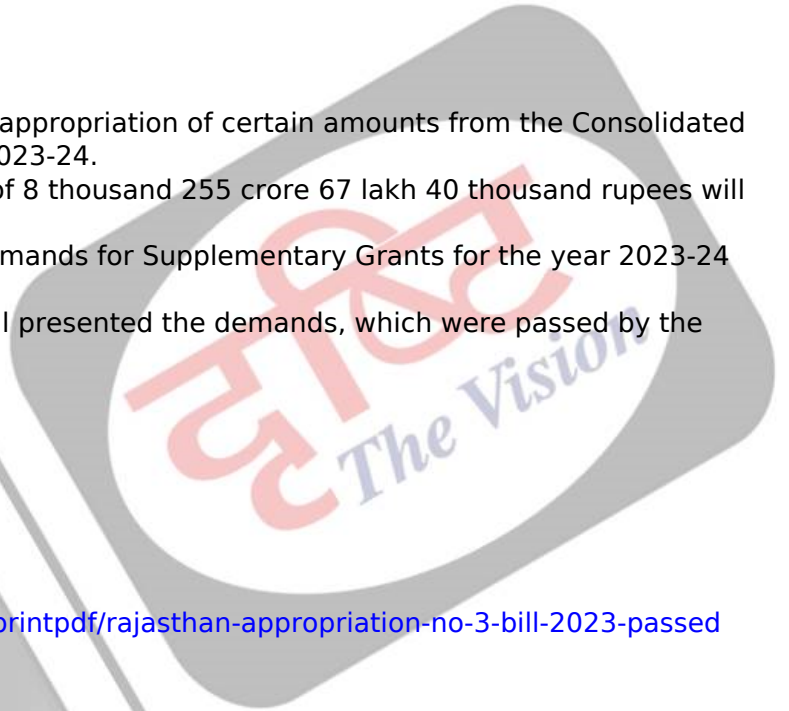 appropriation of certain amounts from the Consolidated
023-24.
of 8 thousand 255 crore 67 lakh 40 thousand rupees will
mands for Supplementary Grants for the year 2023-24
l presented the demands, which were passed by the
दृष्टि
The Vision
printpdf/rajasthan-appropriation-no-3-bill-2023-passed